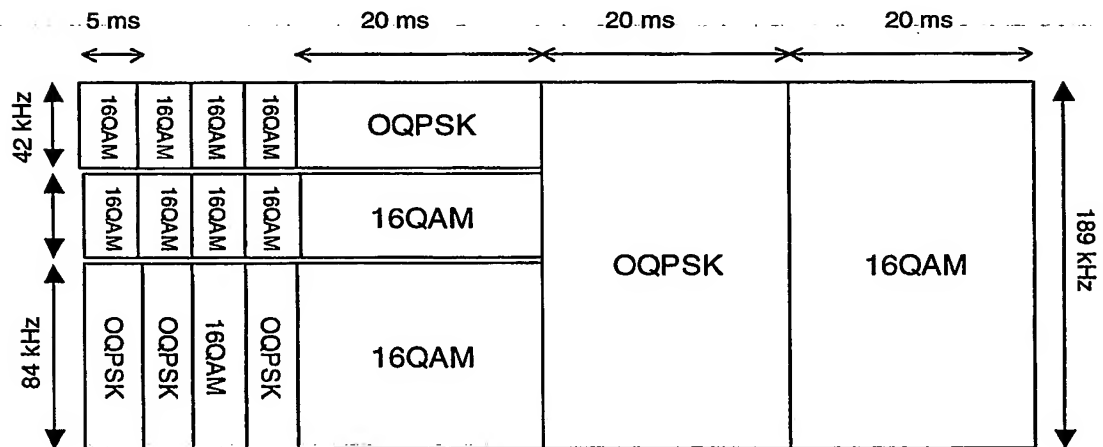 5 ms 20 ms 20 ms 20 ms
42 kHz
16QAM 16QAM 16QAM 16QAM OQPSK
16QAM 16QAM 16QAM 16QAM 16QAM
OQPSK 16QAM 189 kHz
84 kHz
OQPSK OQPSK 16QAM OQPSK 16QAM